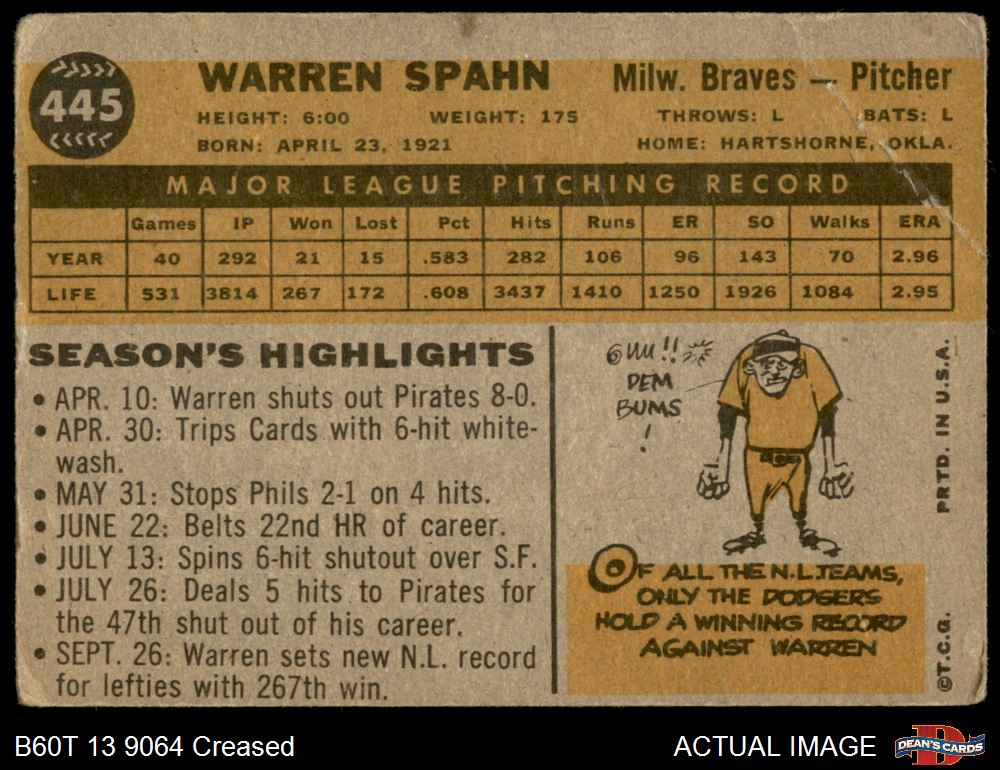 445
WARREN SPAHN
Milw. Braves — Pitcher
HEIGHT: 6:00 WEIGHT: 175 THROWS: L BATS: L
BORN: APRIL 23, 1921 HOME: HARTSHORNE, OKLA.
MAJOR LEAGUE PITCHING RECORD
Games IP Won Lost Pct Hits Runs ER SO Walks ERA
YEAR 40 292 21 15 .583 282 106 96 143 70 2.96
LIFE 531 3814 267 172 .608 3437 1410 1250 1926 1084 2.95
SEASON'S HIGHLIGHTS
• APR. 10: Warren shuts out Pirates 8-0.
• APR. 30: Trips Cards with 6-hit white-
wash.
• MAY 31: Stops Phils 2-1 on 4 hits.
• JUNE 22: Belts 22nd HR of career.
• JULY 13: Spins 6-hit shutout over S.F.
• JULY 26: Deals 5 hits to Pirates for
the 47th shut out of his career.
• SEPT. 26: Warren sets new N.L. record
for lefties with 267th win.
!!
DEM
BUMS
!
OF ALL THE N.L. TEAMS,
ONLY THE DODGERS
HOLD A WINNING RECORD
AGAINST WARREN
PRTD. IN U.S.A.
©T.C.G.
B60T 13 9064 Creased
ACTUAL IMAGE
DEAN'S CARDS